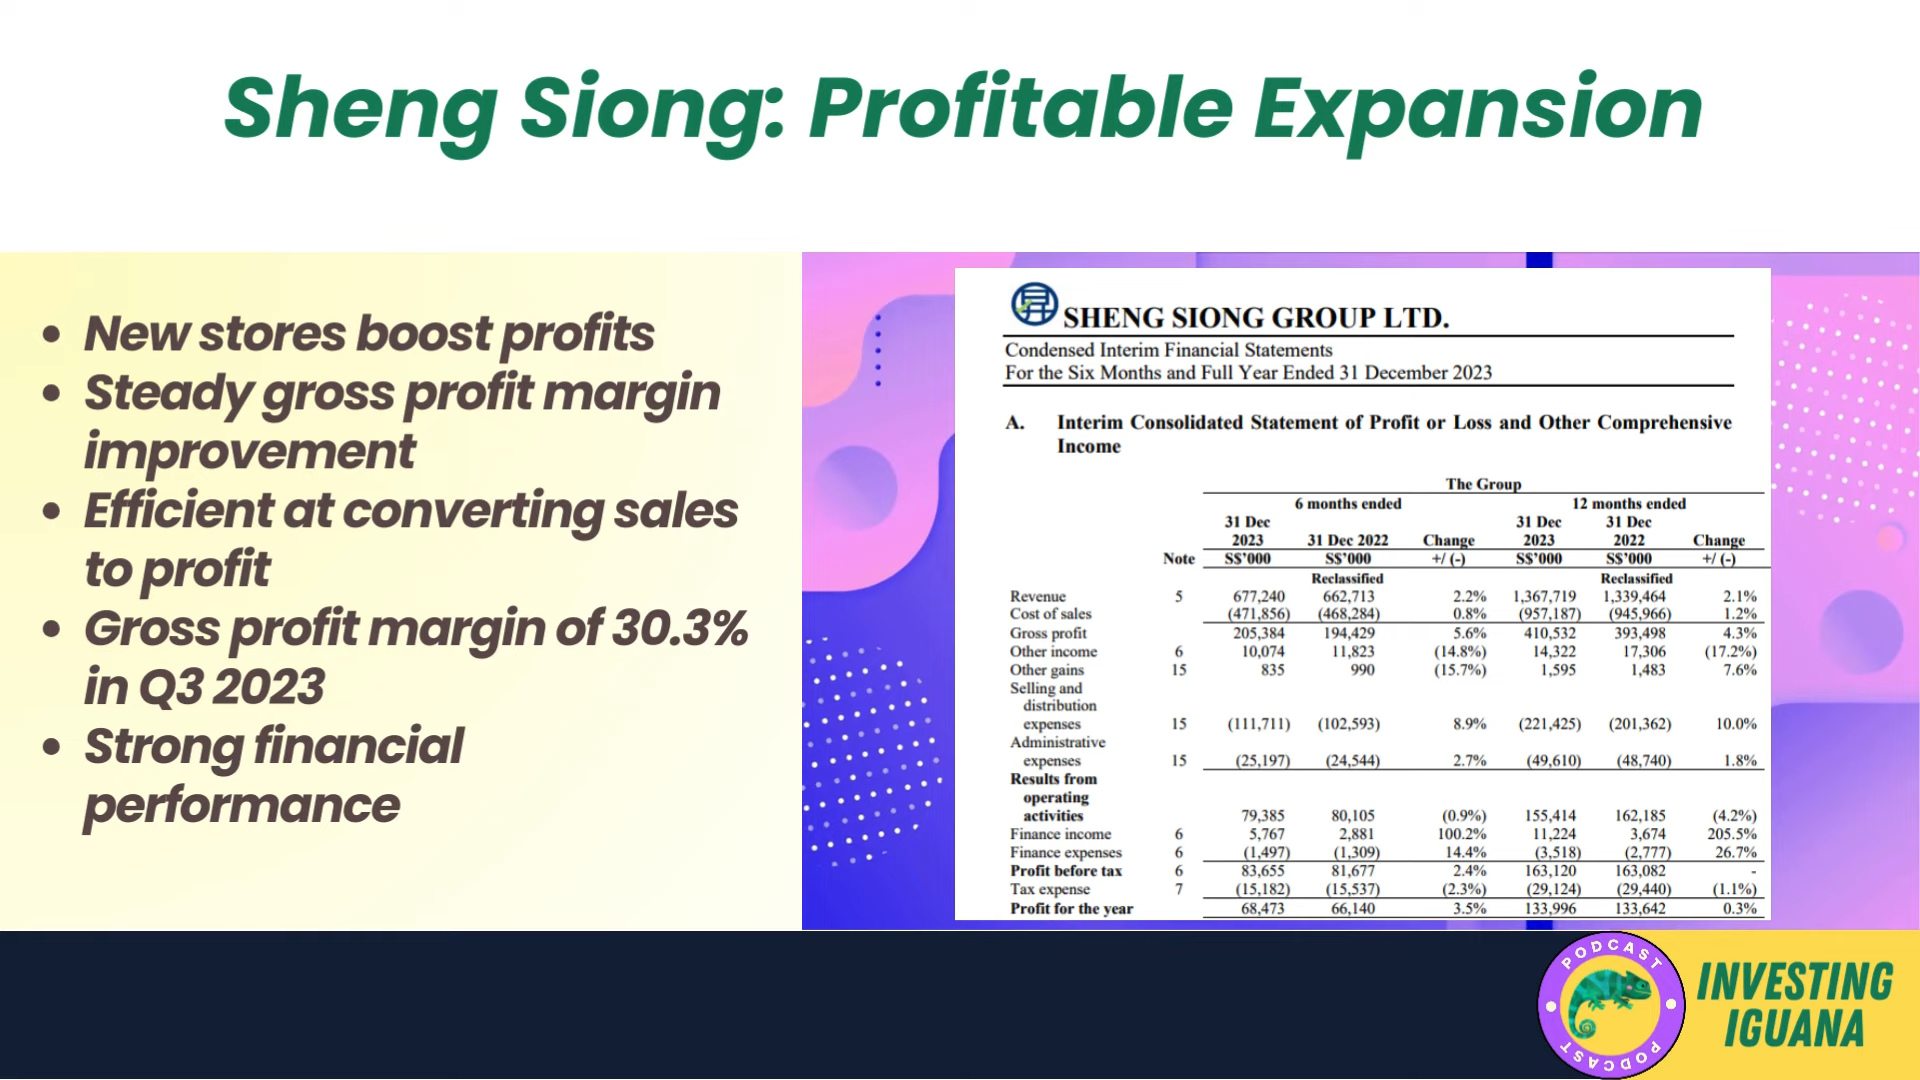 Sheng Siong: Profitable Expansion
• New stores boost profits
• Steady gross profit margin
improvement
• Efficient at converting sales
to profit
• Gross profit margin of 30.3%
in Q3 2023
• Strong financial
performance
SHENG SIONG GROUP LTD.
Condensed Interim Financial Statements
For the Six Months and Full Year Ended 31 December 2023
A. Interim Consolidated Statement of Profit or Loss and Other Comprehensive
Income
The Group
6 months ended 12 months ended
31 Dec 31 Dec 31 Dec
2023 31 Dec 2022 Change 2023 2022 Change
Note S$'000 S$'000 +/ (-) S$'000 S$'000 +/ (-)
Reclassified Reclassified
Revenue 5 677,240 662,713 2.2% 1,367,719 1,339,464 2.1%
Cost of sales (471,856) (468,284) 0.8% (957,187) (945,966) 1.2%
Gross profit 205,384 194,429 5.6% 410,532 393,498 4.3%
Other income 6 10,074 11,823 (14.8%) 14,322 17,306 (17.2%)
Other gains 15 835 990 (15.7%) 1,595 1,483 7.6%
Selling and
distribution
expenses 15 (111,711) (102,593) 8.9% (221,425) (201,362) 10.0%
Administrative
expenses 15 (25,197) (24,544) 2.7% (49,610) (48,740) 1.8%
Results from
operating
activities 79,385 80,105 (0.9%) 155,414 162,185 (4.2%)
Finance income 6 5,767 2,881 100.2% 11,224 3,674 205.5%
Finance expenses 6 (1,497) (1,309) 14.4% (3,518) (2,777) 26.7%
Profit before tax 6 83,655 81,677 2.4% 163,120 163,082 -
Tax expense 7 (15,182) (15,537) (2.3%) (29,124) (29,440) (1.1%)
Profit for the year 68,473 66,140 3.5% 133,996 133,642 0.3%
PODCAST
PODCAST
INVESTING
IGUANA